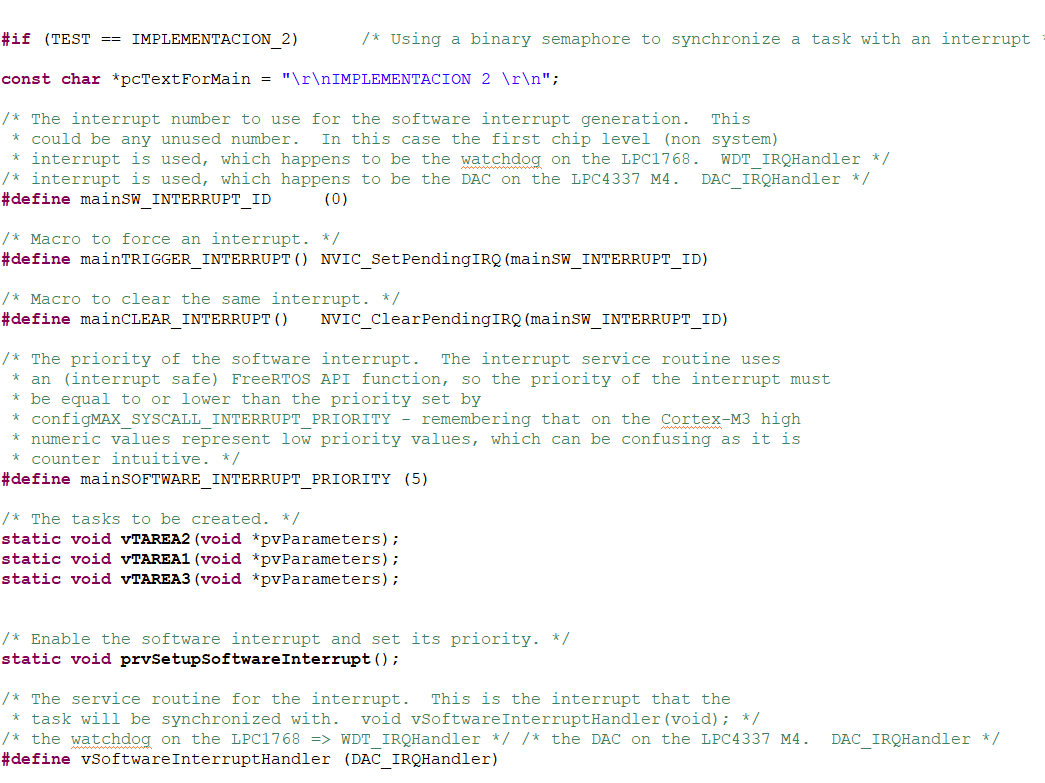 #if (TEST == IMPLEMENTACION_2)      /* Using a binary semaphore to synchronize a task with an interrupt *
const char *pcTextForMain = "\r\nIMPLEMENTACION 2 \r\n";
/* The interrupt number to use for the software interrupt generation.  This
 * could be any unused number.  In this case the first chip level (non system)
 * interrupt is used, which happens to be the watchdog on the LPC1768.  WDT_IRQHandler */
/* interrupt is used, which happens to be the DAC on the LPC4337 M4.  DAC_IRQHandler */
#define mainSW_INTERRUPT_ID     (0)
/* Macro to force an interrupt. */
#define mainTRIGGER_INTERRUPT() NVIC_SetPendingIRQ(mainSW_INTERRUPT_ID)
/* Macro to clear the same interrupt. */
#define mainCLEAR_INTERRUPT()   NVIC_ClearPendingIRQ(mainSW_INTERRUPT_ID)
/* The priority of the software interrupt.  The interrupt service routine uses
 * an (interrupt safe) FreeRTOS API function, so the priority of the interrupt must
 * be equal to or lower than the priority set by
 * configMAX_SYSCALL_INTERRUPT_PRIORITY - remembering that on the Cortex-M3 high
 * numeric values represent low priority values, which can be confusing as it is
 * counter intuitive. */
#define mainSOFTWARE_INTERRUPT_PRIORITY (5)
/* The tasks to be created. */
static void vTAREA2(void *pvParameters);
static void vTAREA1(void *pvParameters);
static void vTAREA3(void *pvParameters);
/* Enable the software interrupt and set its priority. */
static void prvSetupSoftwareInterrupt();
/* The service routine for the interrupt.  This is the interrupt that the
 * task will be synchronized with.  void vSoftwareInterruptHandler(void); */
/* the watchdog on the LPC1768 => WDT_IRQHandler */ /* the DAC on the LPC4337 M4.  DAC_IRQHandler */
#define vSoftwareInterruptHandler (DAC_IRQHandler)